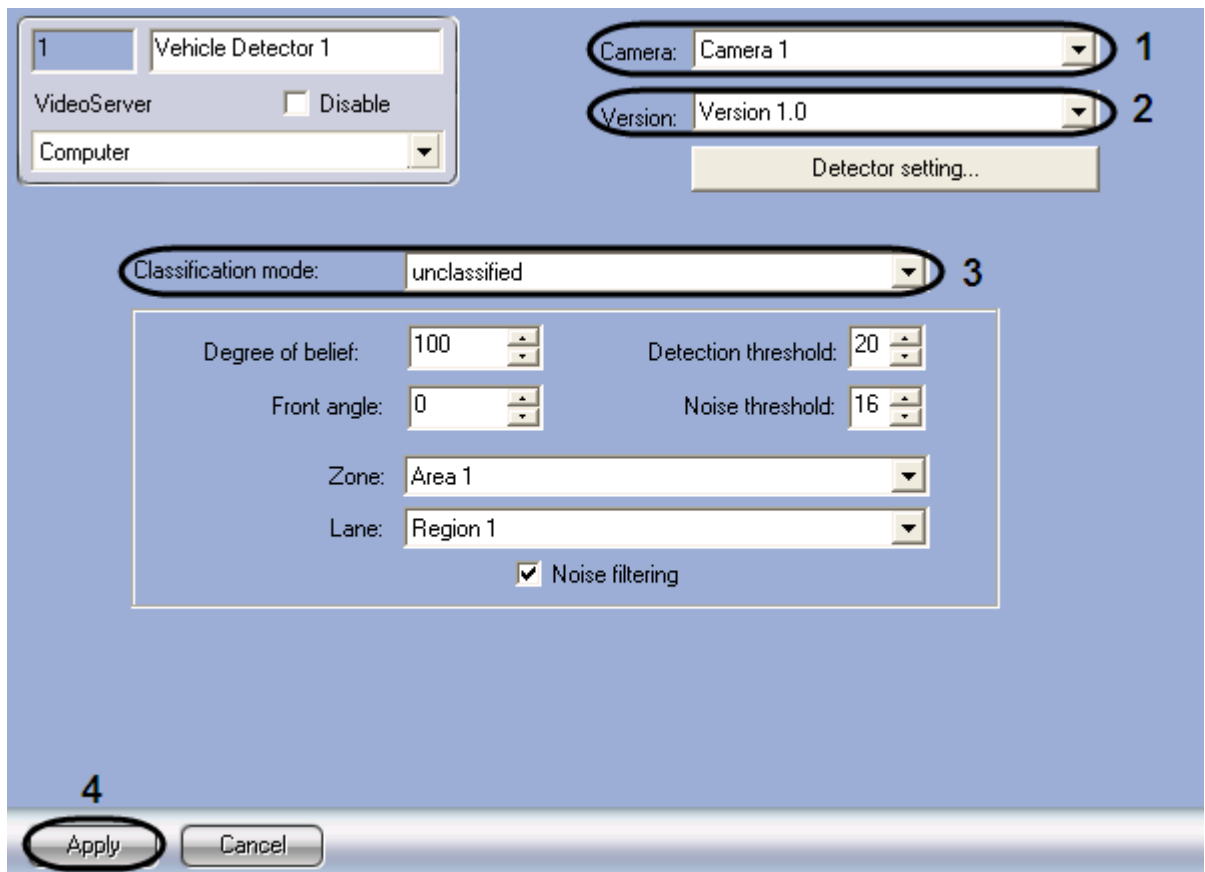 1 Vehicle Detector 1
VideoServer Disable
Computer
Camera: Camera 1 1
Version: Version 1.0 2
Detector setting...
Classification mode: unclassified 3
Degree of belief: 100 Detection threshold: 20
Front angle: 0 Noise threshold: 16
Zone: Area 1
Lane: Region 1
Noise filtering
4
Apply Cancel